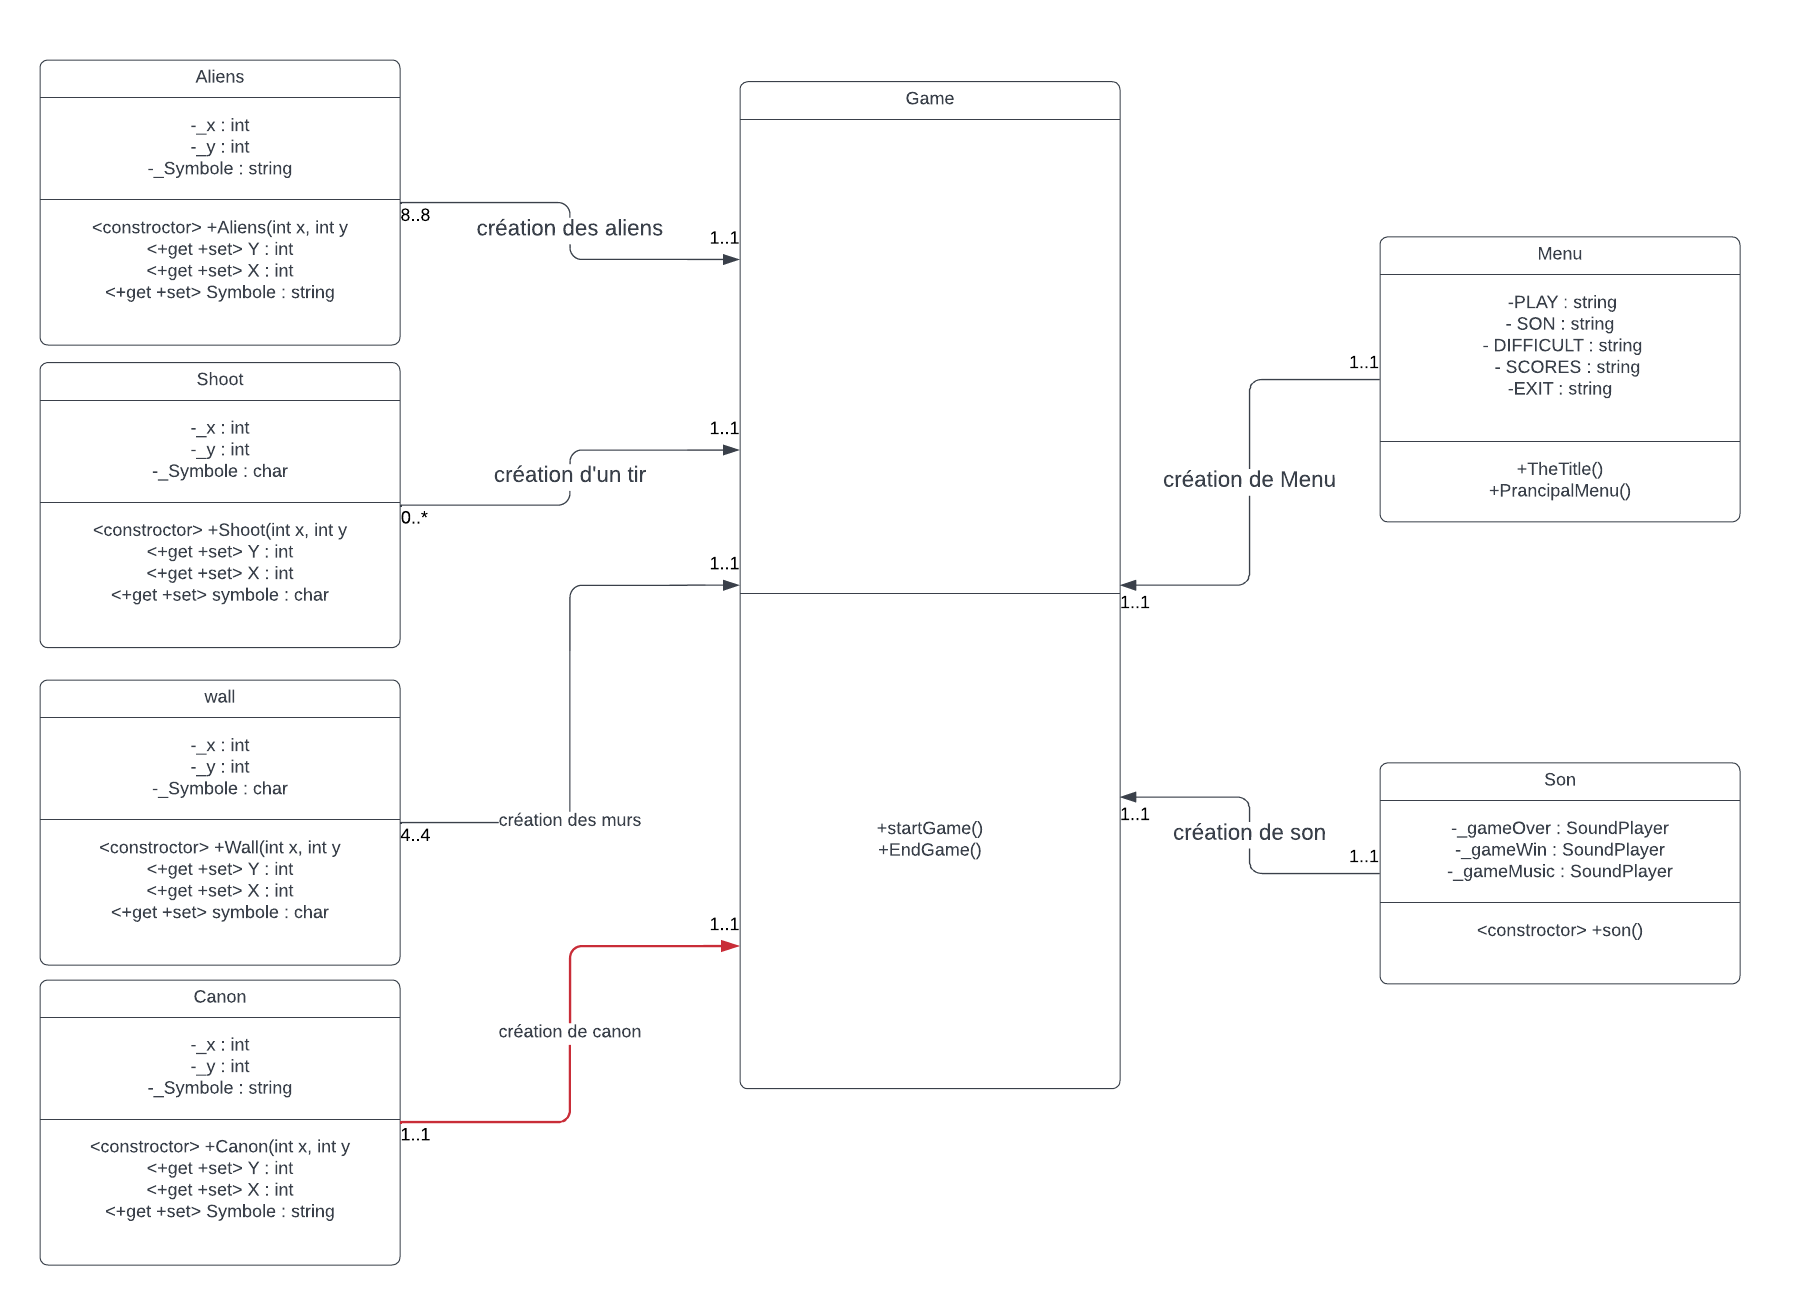 Aliens
-_x : int
-_y : int
-_Symbole : string
<constroctor> +Aliens(int x, int y
<+get +set> Y : int
<+get +set> X : int
<+get +set> Symbole : string
8..8
création des aliens
1..1
Shoot
-_x : int
-_y : int
-_Symbole : char
<constroctor> +Shoot(int x, int y
<+get +set> Y : int
<+get +set> X : int
<+get +set> symbole : char
0..*
création d'un tir
1..1
wall
-_x : int
-_y : int
-_Symbole : char
<constroctor> +Wall(int x, int y
<+get +set> Y : int
<+get +set> X : int
<+get +set> symbole : char
4..4
création des murs
1..1
Canon
-_x : int
-_y : int
-_Symbole : string
<constroctor> +Canon(int x, int y
<+get +set> Y : int
<+get +set> X : int
<+get +set> Symbole : string
1..1
création de canon
1..1
Game
+startGame()
+EndGame()
Menu
-PLAY : string
- SON : string
- DIFFICULT : string
- SCORES : string
-EXIT : string
+TheTitle()
+PrancipalMenu()
1..1
création de Menu
1..1
Son
-_gameOver : SoundPlayer
-_gameWin : SoundPlayer
-_gameMusic : SoundPlayer
<constroctor> +son()
1..1
création de son
1..1